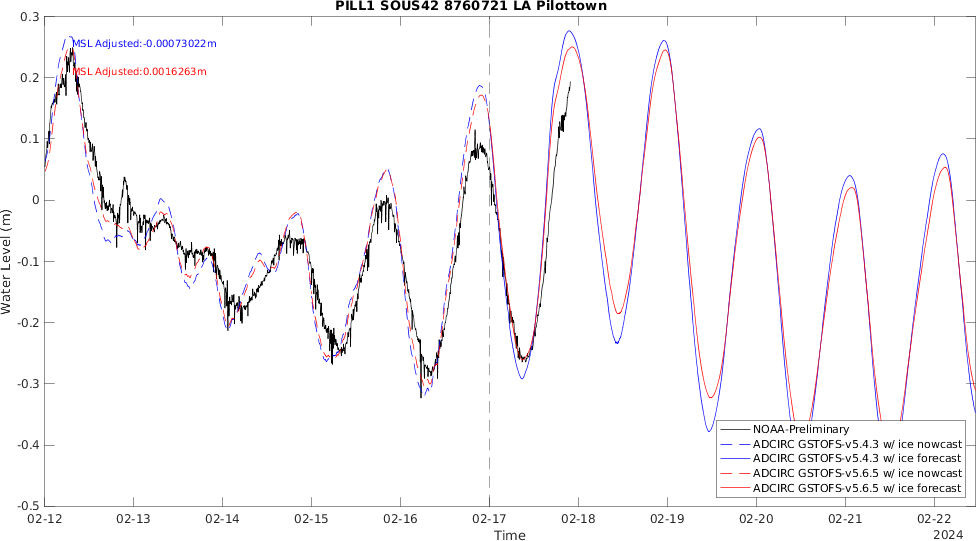 PILL1 SOUS42 8760721 LA Pilottown
MSL Adjusted:-0.00073022m
MSL Adjusted:0.0016263m
Water Level (m)
0.3
0.2
0.1
0
-0.1
-0.2
-0.3
-0.4
-0.5
NOAA-Preliminary
ADCIRC GSTOFS-v5.4.3 w/ ice nowcast
ADCIRC GSTOFS-v5.4.3 w/ ice forecast
ADCIRC GSTOFS-v5.6.5 w/ ice nowcast
ADCIRC GSTOFS-v5.6.5 w/ ice forecast
02-12 02-13 02-14 02-15 02-16 02-17 02-18 02-19 02-20 02-21 02-22
Time
2024